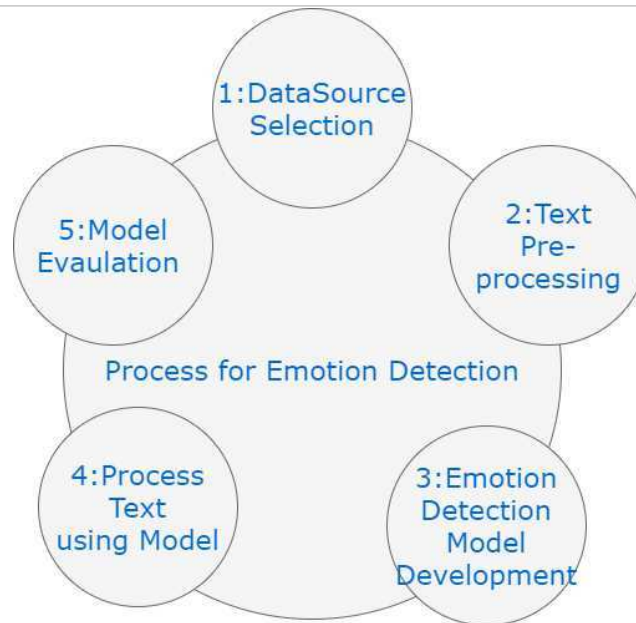 1:DataSource
Selection
2:Text
Pre-
processing
3:Emotion
Detection
Model
Development
4:Process
Text
using Model
5:Model
Evaulation
Process for Emotion Detection